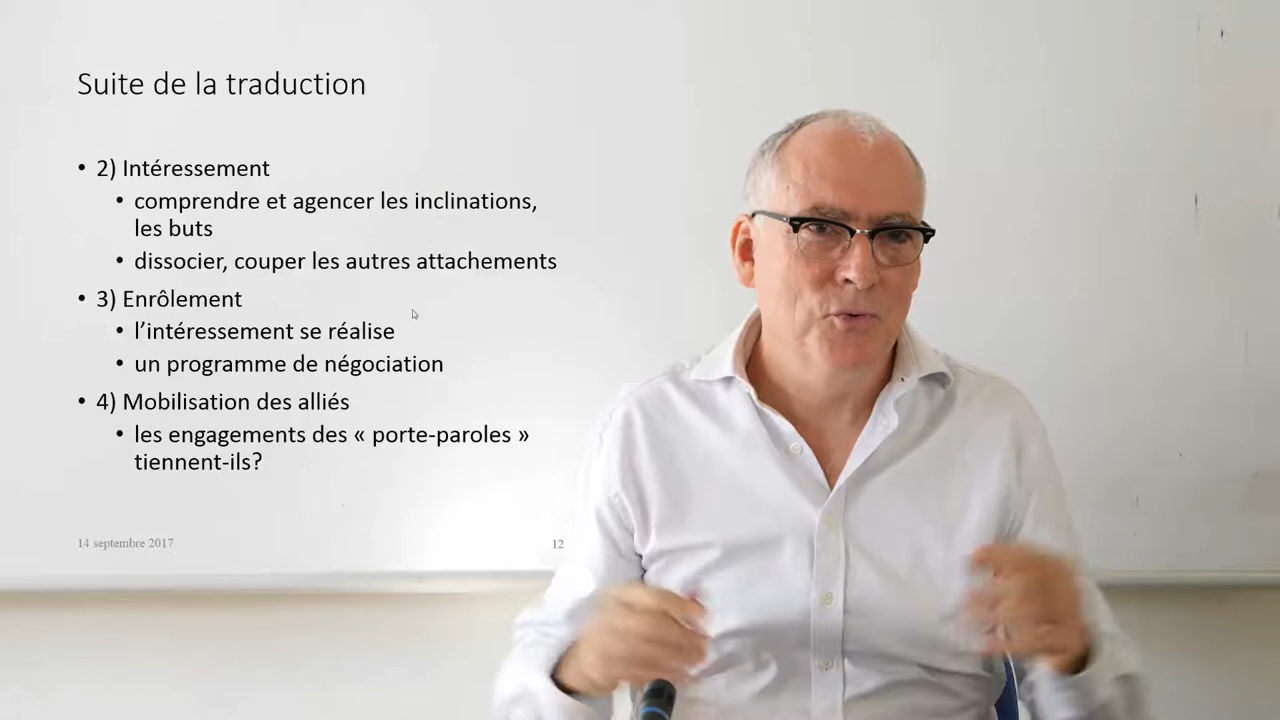 Suite de la traduction
• 2) Intéressement
• comprendre et agencer les inclinations,
les buts
• dissocier, couper les autres attachements
• 3) Enrôlement
• l’intéressement se réalise
• un programme de négociation
• 4) Mobilisation des alliés
• les engagements des « porte-paroles »
tiennent-ils?
14 septembre 2017
12